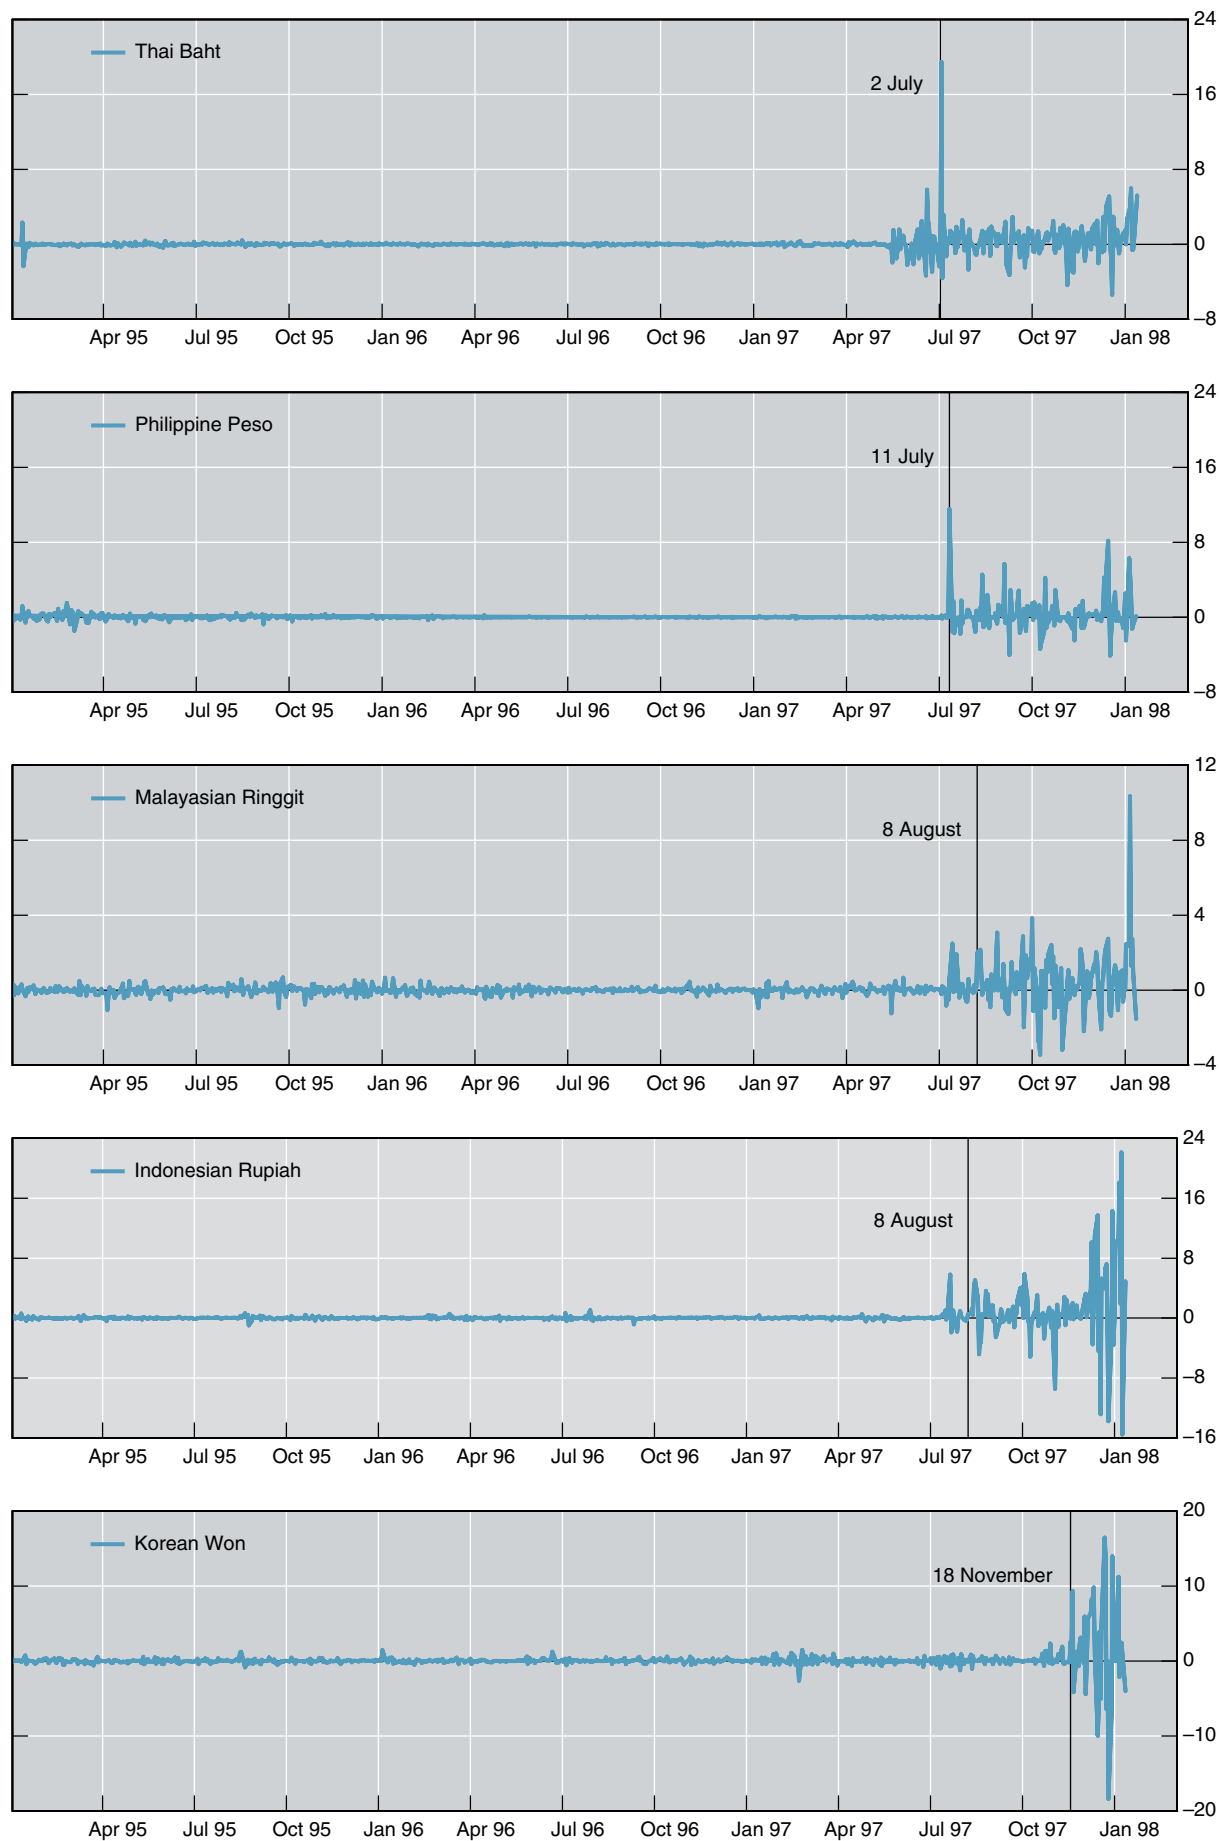 24
Thai Baht
2 July
16
8
0
–8
Apr 95 Jul 95 Oct 95 Jan 96 Apr 96 Jul 96 Oct 96 Jan 97 Apr 97 Jul 97 Oct 97 Jan 98
24
Philippine Peso
11 July
16
8
0
–8
Apr 95 Jul 95 Oct 95 Jan 96 Apr 96 Jul 96 Oct 96 Jan 97 Apr 97 Jul 97 Oct 97 Jan 98
12
Malayasian Ringgit
8 August
8
4
0
–4
Apr 95 Jul 95 Oct 95 Jan 96 Apr 96 Jul 96 Oct 96 Jan 97 Apr 97 Jul 97 Oct 97 Jan 98
24
Indonesian Rupiah
16
8 August
8
0
–8
–16
Apr 95 Jul 95 Oct 95 Jan 96 Apr 96 Jul 96 Oct 96 Jan 97 Apr 97 Jul 97 Oct 97 Jan 98
20
Korean Won
18 November
10
0
–10
–20
Apr 95 Jul 95 Oct 95 Jan 96 Apr 96 Jul 96 Oct 96 Jan 97 Apr 97 Jul 97 Oct 97 Jan 98